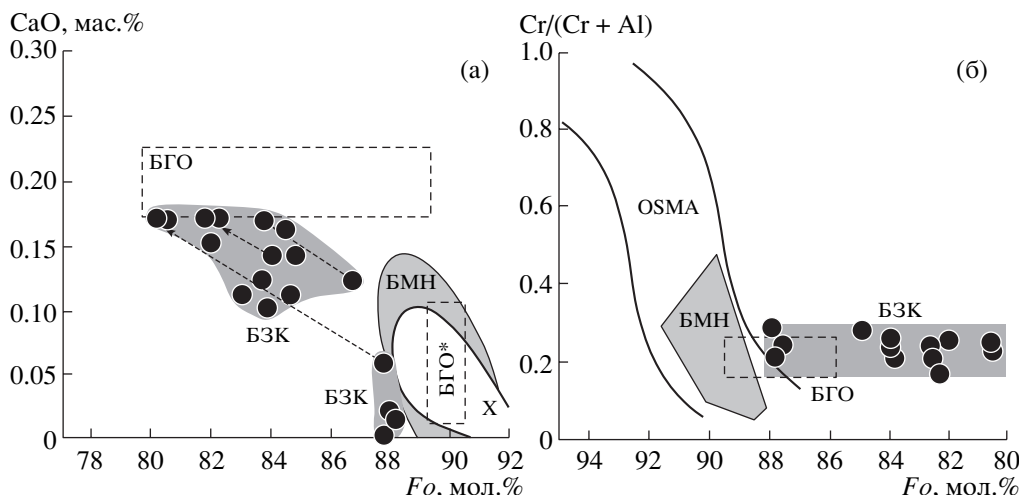 CaO, мас.%
0.30
(а)
0.25
БГО
0.20
0.15
БМН
0.10
БЗК
БГО*
0.05
БЗК
X
0
78 80 82 84 86 88 90 92
Fo, мол.%
Cr/(Cr + Al)
1.0
(б)
0.8
OSMA
0.6
0.4
БЗК
БМН
0.2
БГО
0
94 92 90 88 86 84 82 80
Fo, мол.%